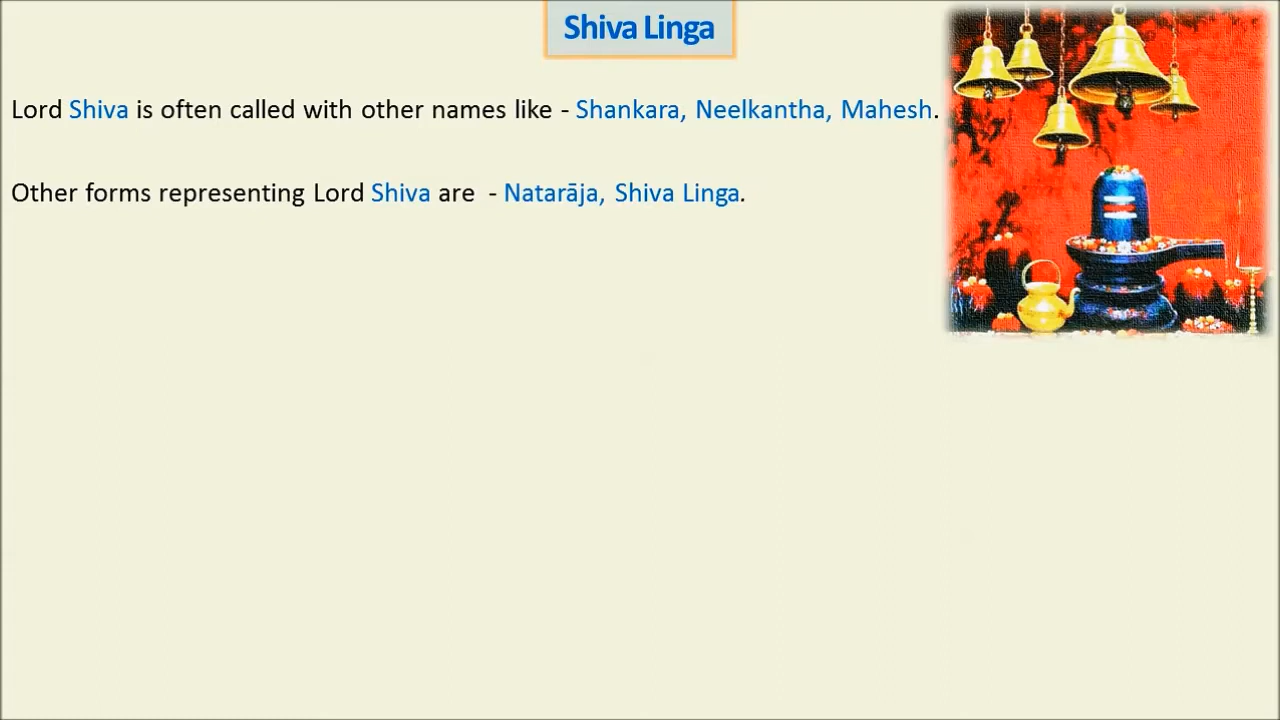 Shiva Linga
Lord Shiva is often called with other names like - Shankara, Neelkantha, Mahesh.
Other forms representing Lord Shiva are - Natarāja, Shiva Linga.